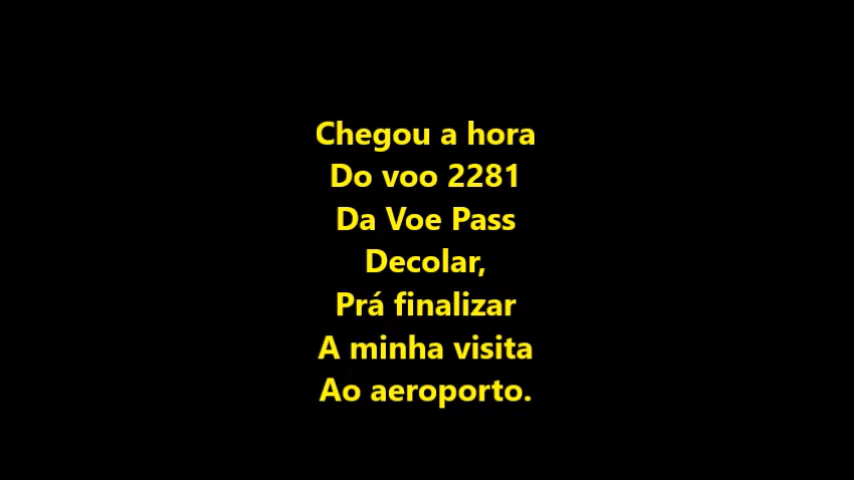 Chegou a hora
Do voo 2281
Da Voe Pass
Decolar,
Prá finalizar
A minha visita
Ao aeroporto.